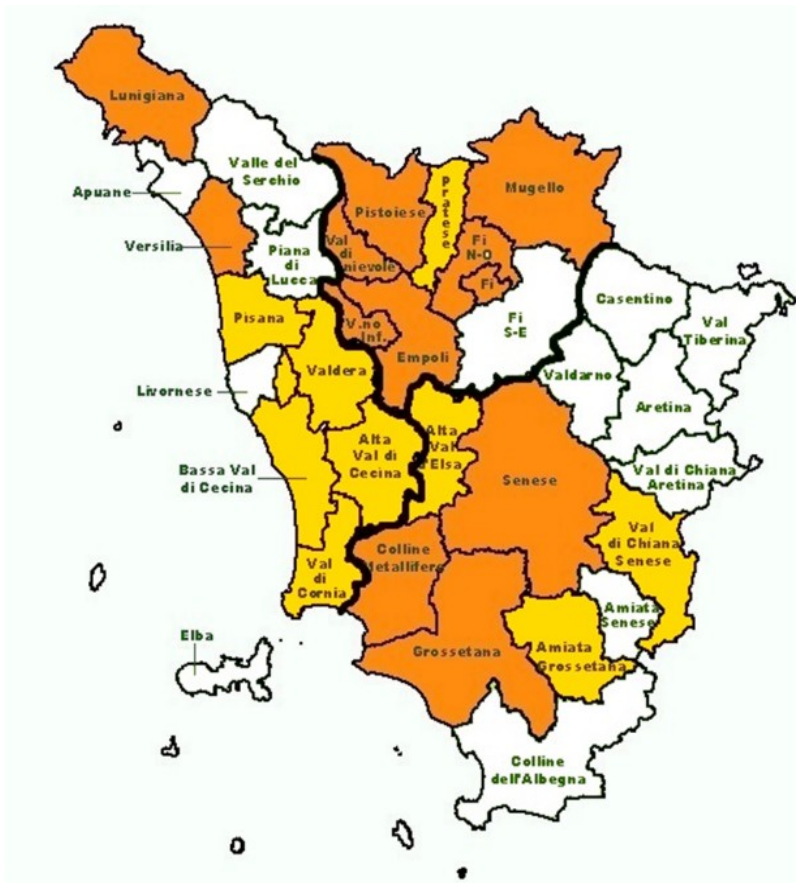 Lunigiana
Valle del
Serchio
Apuane
Pistoiese
pratese
Mugello
Versilia
Val
di
nievole
Fi
N-O
Piana
di
Lucca
Fi
Casentino
Pisana
V.no
Inf.
Empoli
Fi
S-E
Val
Tiberina
Valdera
Valdarno
Livornese
Aretina
Alta
Val di
Cecina
Alta
Val
d'Elsa
Bassa Val
di Cecina
Senese
Val di Chiana
Aretina
Val
di Chiana
Senese
Colline
Metallifere
Val
di
Cornia
Amiata
Senese
Elba
Grossetana
Amiata
Grossetana
Colline
dell'Albegna